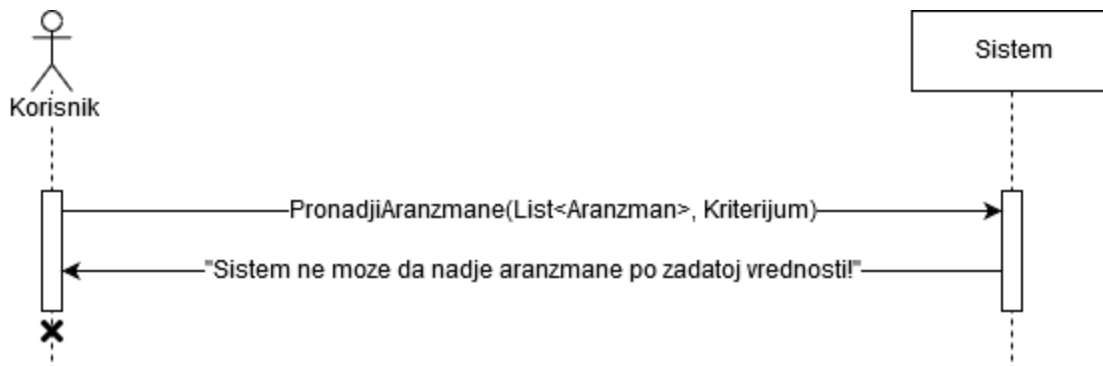 Korisnik
Sistem
PronadjiAranzmane(List<Aranzman>, Kriterijum)
"Sistem ne moze da nadje aranzmane po zadatoj vrednosti!"